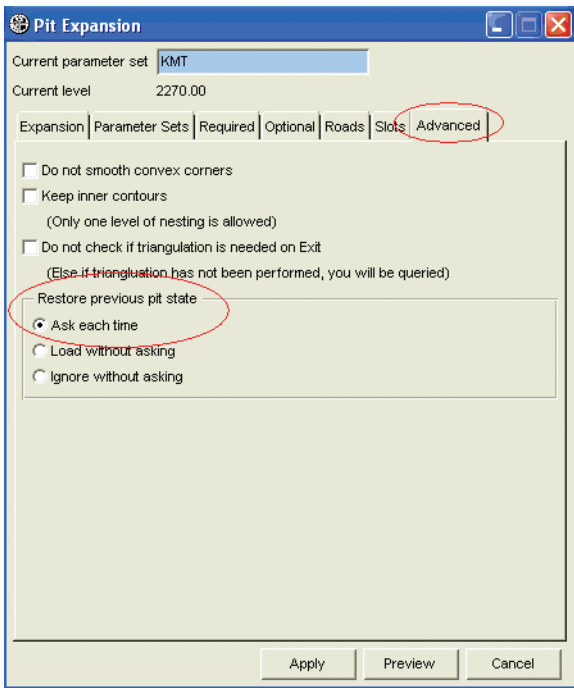 Pit Expansion
Current parameter set KMT
Current level 2270.00
Expansion Parameter Sets Required Optional Roads Slots Advanced
Do not smooth convex corners
Keep inner contours
(Only one level of nesting is allowed)
Do not check if triangulation is needed on Exit
(Else if triangluation has not been performed, you will be queried)
Restore previous pit state
Ask each time
Load without asking
Ignore without asking
Apply Preview Cancel